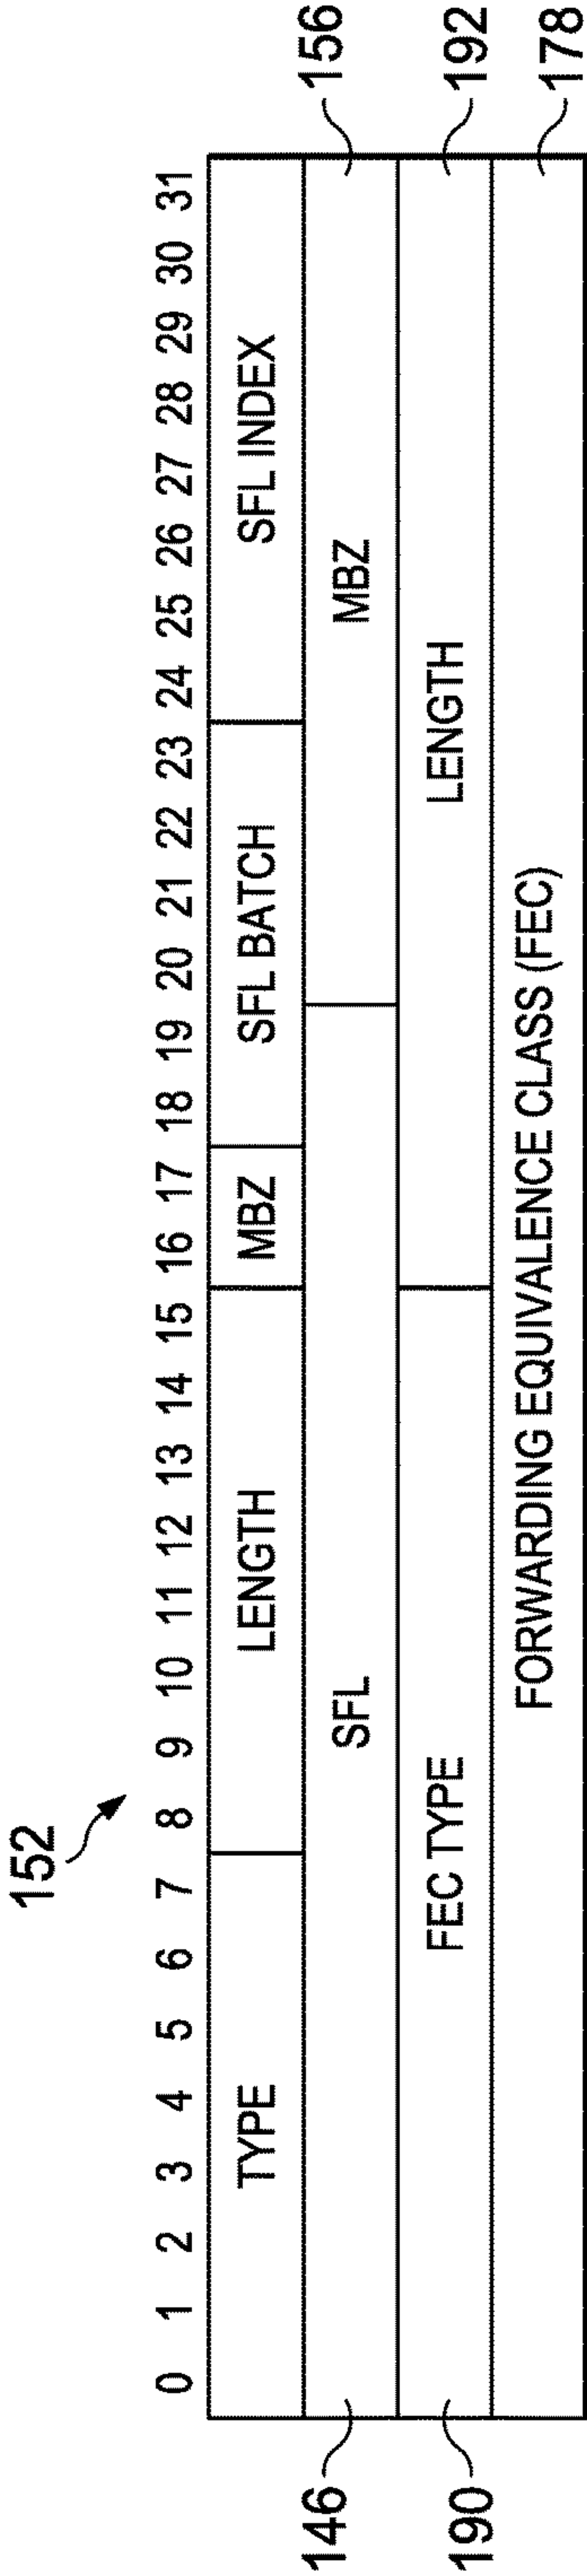 152
0 1 2 3 4 5 6 7 8 9 10 11 12 13 14 15 16 17 18 19 20 21 22 23 24 25 26 27 28 29 30 31
TYPE LENGTH MBZ SFL BATCH SFL INDEX
146 SFL MBZ 156
190 FEC TYPE LENGTH 192
FORWARDING EQUIVALENCE CLASS (FEC) 178